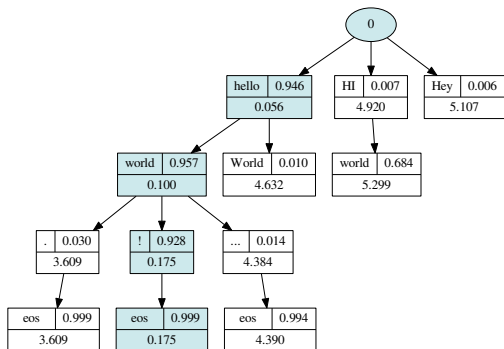 0
hello 0.946
0.056
HI 0.007
4.920
Hey 0.006
5.107
world 0.957
0.100
World 0.010
4.632
world 0.684
5.299
. 0.030
3.609
! 0.928
0.175
... 0.014
4.384
eos 0.999
3.609
eos 0.999
0.175
eos 0.994
4.390